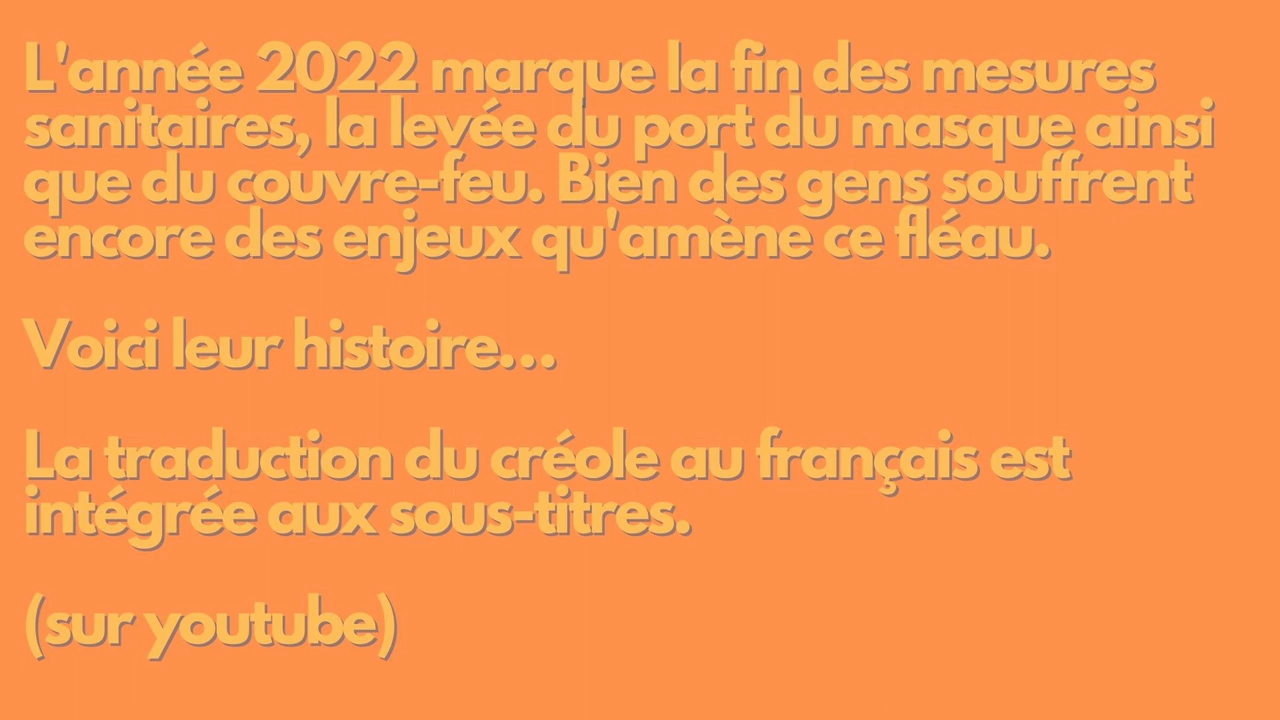 L'année 2022 marque la fin des mesures
sanitaires, la levée du port du masque ainsi
que du couvre-feu. Bien des gens souffrent
encore des enjeux qu'amène ce fléau.
Voici leur histoire...
La traduction du créole au français est
intégrée aux sous-titres.
(sur youtube)